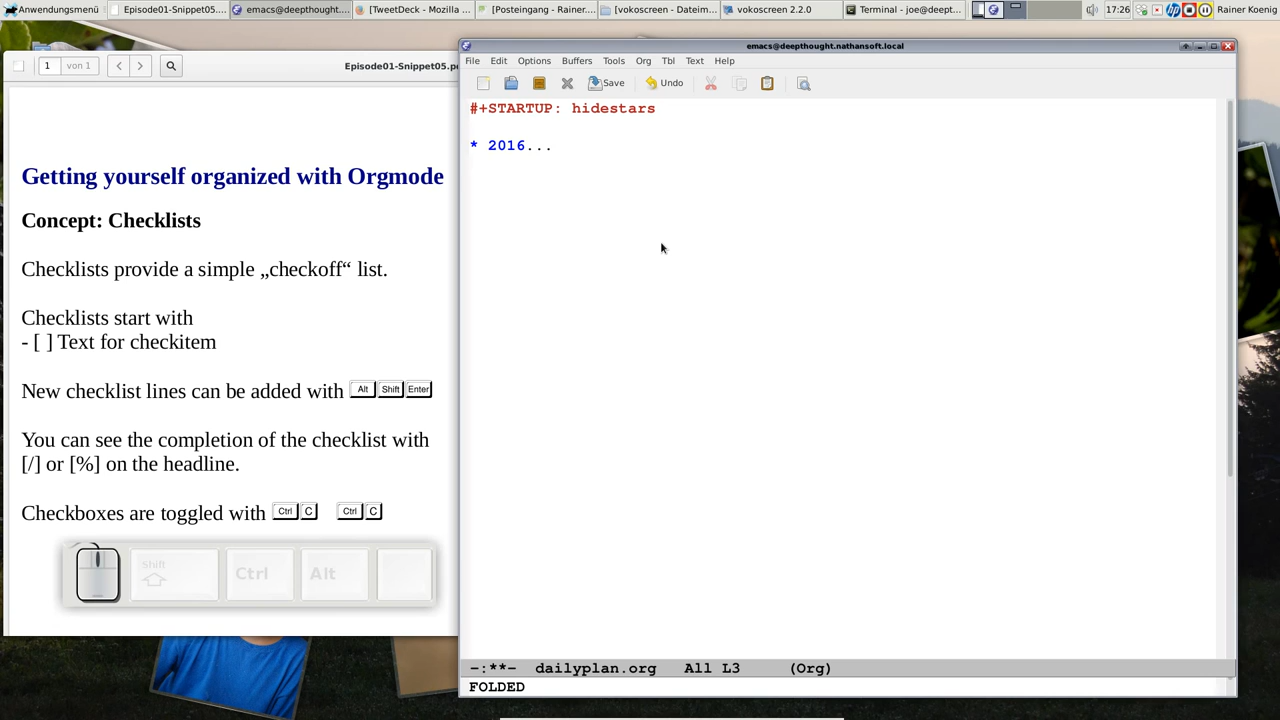 Anwendungsmenü
Episode01-Snippet05....
emacs@deepthought....
[TweetDeck - Mozilla ...
[Posteingang - Rainer....
[vokoscreen - Dateim...
vokoscreen 2.2.0
Terminal - joe@deept...
17:26
Rainer Koenig
1 von 1
Episode01-Snippet05.p
Getting yourself organized with Orgmode
Concept: Checklists
Checklists provide a simple „checkoff“ list.
Checklists start with
- [ ] Text for checkitem
New checklist lines can be added with Alt Shift Enter
You can see the completion of the checklist with
[/] or [%] on the headline.
Checkboxes are toggled with Ctrl C Ctrl C
Shift Ctrl Alt
emacs@deepthought.nathansoft.local
File Edit Options Buffers Tools Org Tbl Text Help
Save Undo
#+STARTUP: hidestars
* 2016...
-:**- dailyplan.org All L3 (Org)
FOLDED